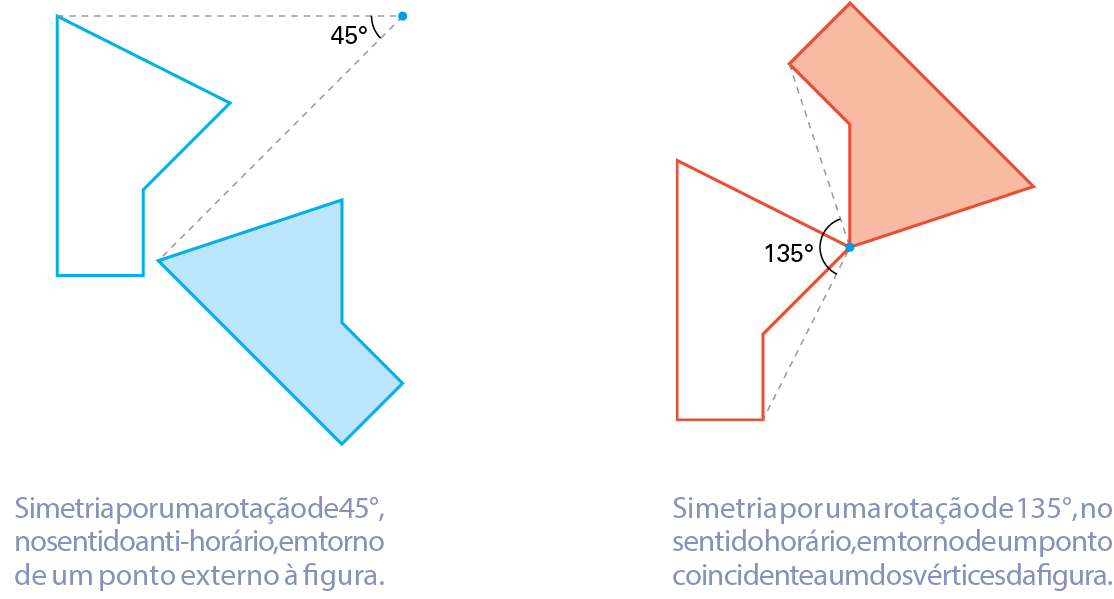 45°
135°
Simetria por uma rotação de 45°,
no sentido anti-horário, em torno
de um ponto externo à figura.
Simetria por uma rotação de 135°, no
sentido horário, em torno de um ponto
coincidente a um dos vértices da figura.